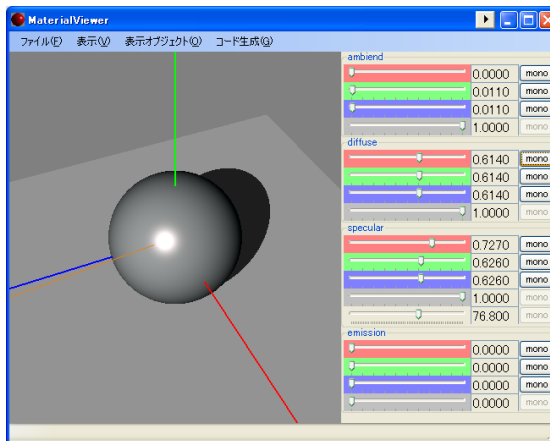 MaterialViewer
ファイル(F) 表示(V) 表示オブジェクト(O) コード生成(G)
ambiend
0.0000 mono
0.0110 mono
0.0110 mono
1.0000 mono
diffuse
0.6140 mono
0.6140 mono
0.6140 mono
1.0000 mono
specular
0.7270 mono
0.6260 mono
0.6260 mono
1.0000 mono
76.800 mono
emission
0.0000 mono
0.0000 mono
0.0000 mono
0.0000 mono